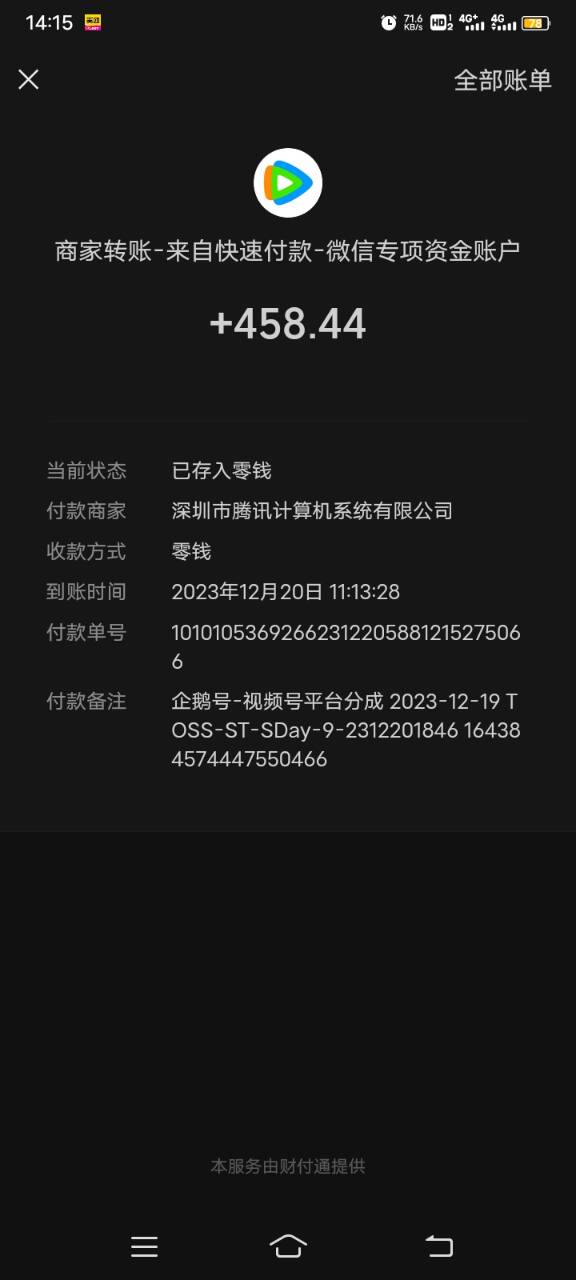 14:15
71.6
KB/s
HD 1 2
4G+
4G
78
全部账单
商家转账-来自快速付款-微信专项资金账户
+458.44
当前状态 已存入零钱
付款商家 深圳市腾讯计算机系统有限公司
收款方式 零钱
到账时间 2023年12月20日 11:13:28
付款单号 1010105369266231220588121527506
6
付款备注 企鹅号-视频号平台分成 2023-12-19 T
OSS-ST-SDay-9-2312201846 16438
4574447550466
本服务由财付通提供